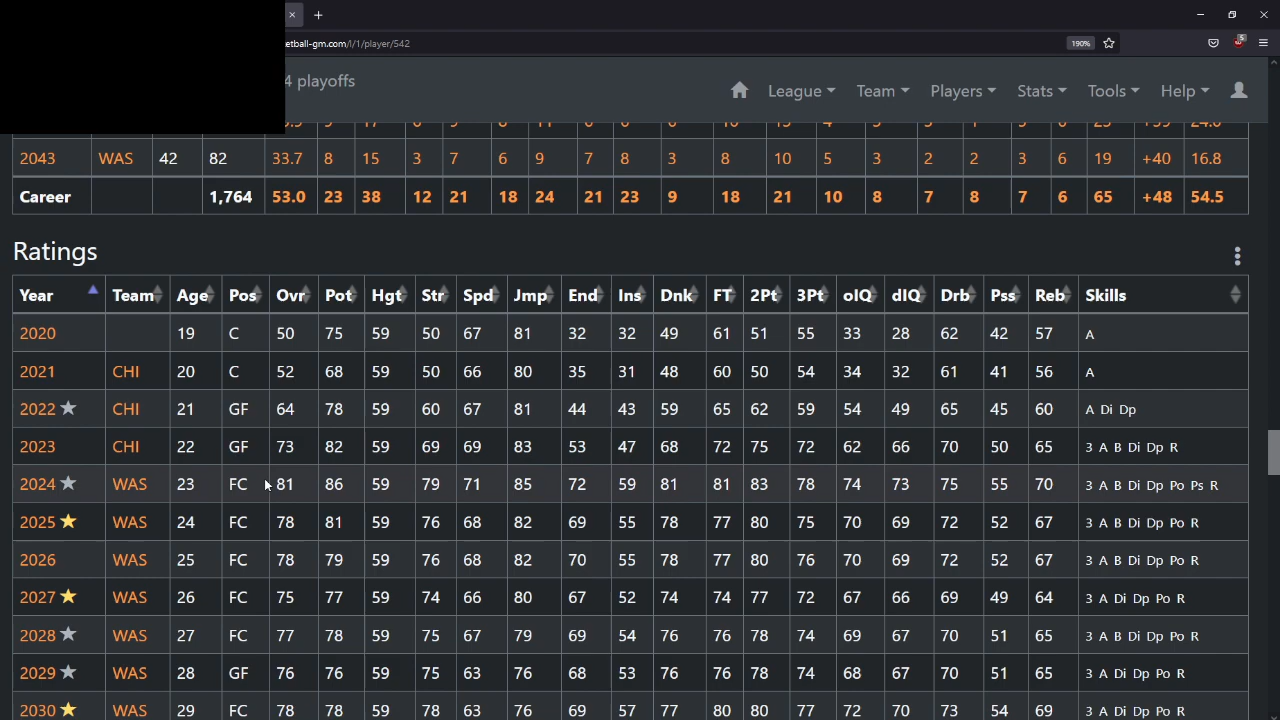 etball-gm.com/l/1/player/542 190%
4 playoffs League Team Players Stats Tools Help
2043 WAS 42 82 33.7 8 15 3 7 6 9 7 8 3 8 10 5 3 2 2 3 6 19 +40 16.8
Career 1,764 53.0 23 38 12 21 18 24 21 23 9 18 21 10 8 7 8 7 6 65 +48 54.5
Ratings
Year Team Age Pos Ovr Pot Hgt Str Spd Jmp End Ins Dnk FT 2Pt 3Pt oIQ dIQ Drb Pss Reb Skills
2020 19 C 50 75 59 50 67 81 32 32 49 61 51 55 33 28 62 42 57 A
2021 CHI 20 C 52 68 59 50 66 80 35 31 48 60 50 54 34 32 61 41 56 A
2022 CHI 21 GF 64 78 59 60 67 81 44 43 59 65 62 59 54 49 65 45 60 A Di Dp
2023 CHI 22 GF 73 82 59 69 69 83 53 47 68 72 75 72 62 66 70 50 65 3 A B Di Dp R
2024 WAS 23 FC 81 86 59 79 71 85 72 59 81 81 83 78 74 73 75 55 70 3 A B Di Dp Po Ps R
2025 WAS 24 FC 78 81 59 76 68 82 69 55 78 77 80 75 70 69 72 52 67 3 A B Di Dp Po R
2026 WAS 25 FC 78 79 59 76 68 82 70 55 78 77 80 76 70 69 72 52 67 3 A B Di Dp Po R
2027 WAS 26 FC 75 77 59 74 66 80 67 52 74 74 77 72 67 66 69 49 64 3 A Di Dp Po R
2028 WAS 27 FC 77 78 59 75 67 79 69 54 76 76 78 74 69 67 70 51 65 3 A B Di Dp Po R
2029 WAS 28 GF 76 76 59 75 63 76 68 53 76 76 78 74 68 67 70 51 65 3 A Di Dp Po R
2030 WAS 29 FC 78 78 59 78 63 76 69 57 77 80 80 77 72 70 73 54 69 3 A B Di Dp Po R